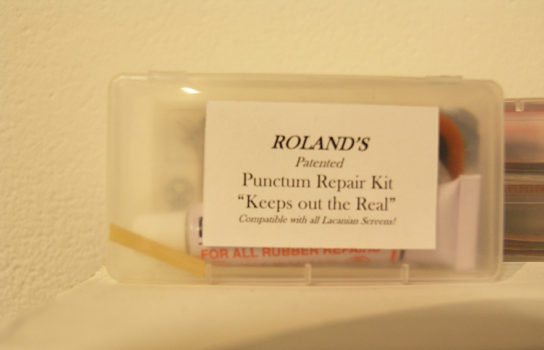 ROLAND'S
Patented
Punctum Repair Kit
"Keeps out the Real"
Compatible with all Lacanian Screens!
FOR ALL RUBBER REPAIRS